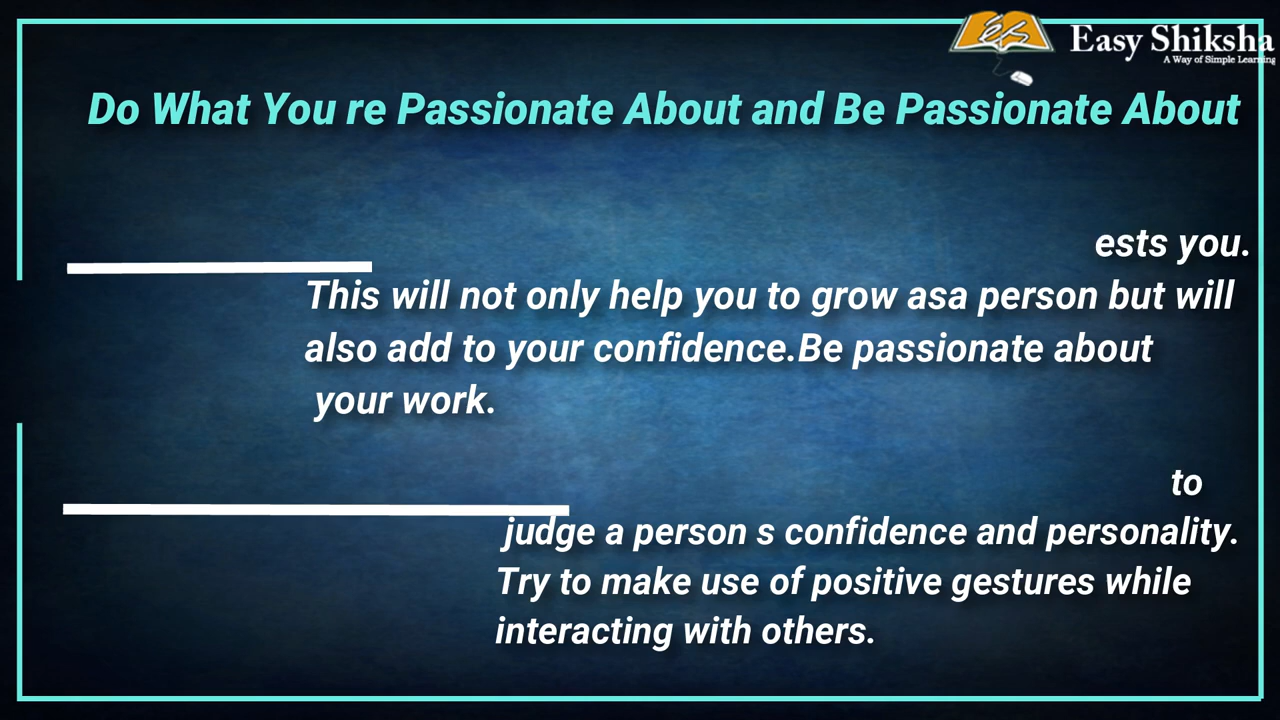 Easy Shiksha
A Way of Simple Learning
Do What You re Passionate About and Be Passionate About
ests you.
This will not only help you to grow asa person but will
also add to your confidence.Be passionate about
your work.
to
judge a person s confidence and personality.
Try to make use of positive gestures while
interacting with others.